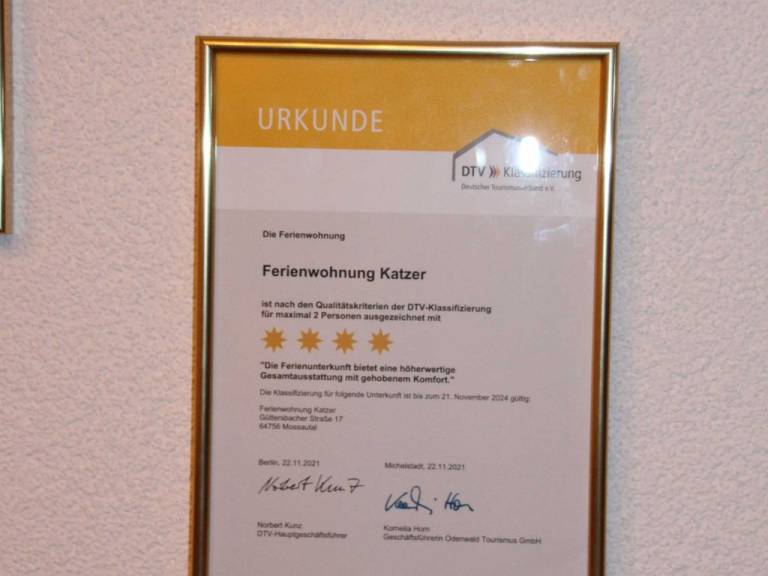 URKUNDE
DTV Klassifizierung
Deutscher Tourismusverband e.V.
Die Ferienwohnung
Ferienwohnung Katzer
ist nach den Qualitätskriterien der DTV-Klassifizierung
für maximal 2 Personen ausgezeichnet mit
"Die Ferienunterkunft bietet eine höherwertige
Gesamtausstattung mit gehobenem Komfort."
Die Klassifizierung für folgende Unterkunft ist bis zum 21. November 2024 gültig:
Ferienwohnung Katzer
Güttersbacher Straße 17
64756 Mossautal
Berlin, 22.11.2021
Michelstadt, 22.11.2021
Norbert Kunz
Kornelia Horn
DTV-Hauptgeschäftsführer
Geschäftsführerin Odenwald Tourismus GmbH